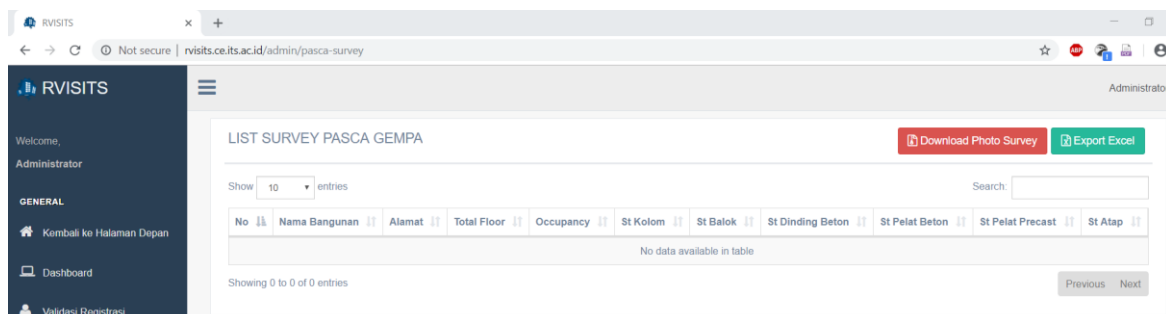 RVISITS
Not secure | rvisits.ce.its.ac.id/admin/pasca-survey
ABP
1
RVISITS
Administrato
Welcome,
Administrator
GENERAL
Kembali ke Halaman Depan
Dashboard
Validasi Registrasi
LIST SURVEY PASCA GEMPA
Download Photo Survey
Export Excel
Show 10 entries
Search:
No Nama Bangunan Alamat Total Floor Occupancy St Kolom St Balok St Dinding Beton St Pelat Beton St Pelat Precast St Atap
No data available in table
Showing 0 to 0 of 0 entries
Previous Next